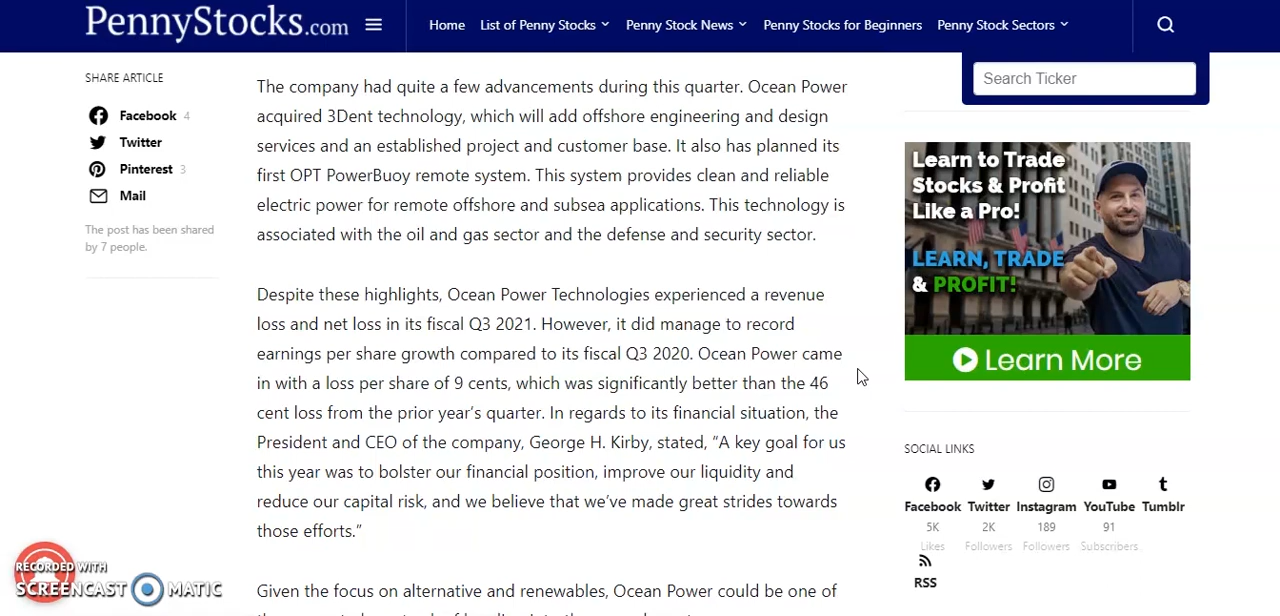 PennyStocks.com
Home
List of Penny Stocks
Penny Stock News
Penny Stocks for Beginners
Penny Stock Sectors
Search Ticker
SHARE ARTICLE
Facebook 4
Twitter
Pinterest 3
Mail
The post has been shared
by 7 people.
The company had quite a few advancements during this quarter. Ocean Power
acquired 3Dent technology, which will add offshore engineering and design
services and an established project and customer base. It also has planned its
first OPT PowerBuoy remote system. This system provides clean and reliable
electric power for remote offshore and subsea applications. This technology is
associated with the oil and gas sector and the defense and security sector.
Despite these highlights, Ocean Power Technologies experienced a revenue
loss and net loss in its fiscal Q3 2021. However, it did manage to record
earnings per share growth compared to its fiscal Q3 2020. Ocean Power came
in with a loss per share of 9 cents, which was significantly better than the 46
cent loss from the prior year’s quarter. In regards to its financial situation, the
President and CEO of the company, George H. Kirby, stated, “A key goal for us
this year was to bolster our financial position, improve our liquidity and
reduce our capital risk, and we believe that we’ve made great strides towards
those efforts.”
Given the focus on alternative and renewables, Ocean Power could be one of
Learn to Trade
Stocks & Profit
Like a Pro!
LEARN, TRADE
& PROFIT!
Learn More
SOCIAL LINKS
Facebook
5K
Likes
Twitter
2K
Followers
Instagram
189
Followers
YouTube
91
Subscribers
Tumblr
RSS
RECORDED WITH
SCREENCAST MATIC